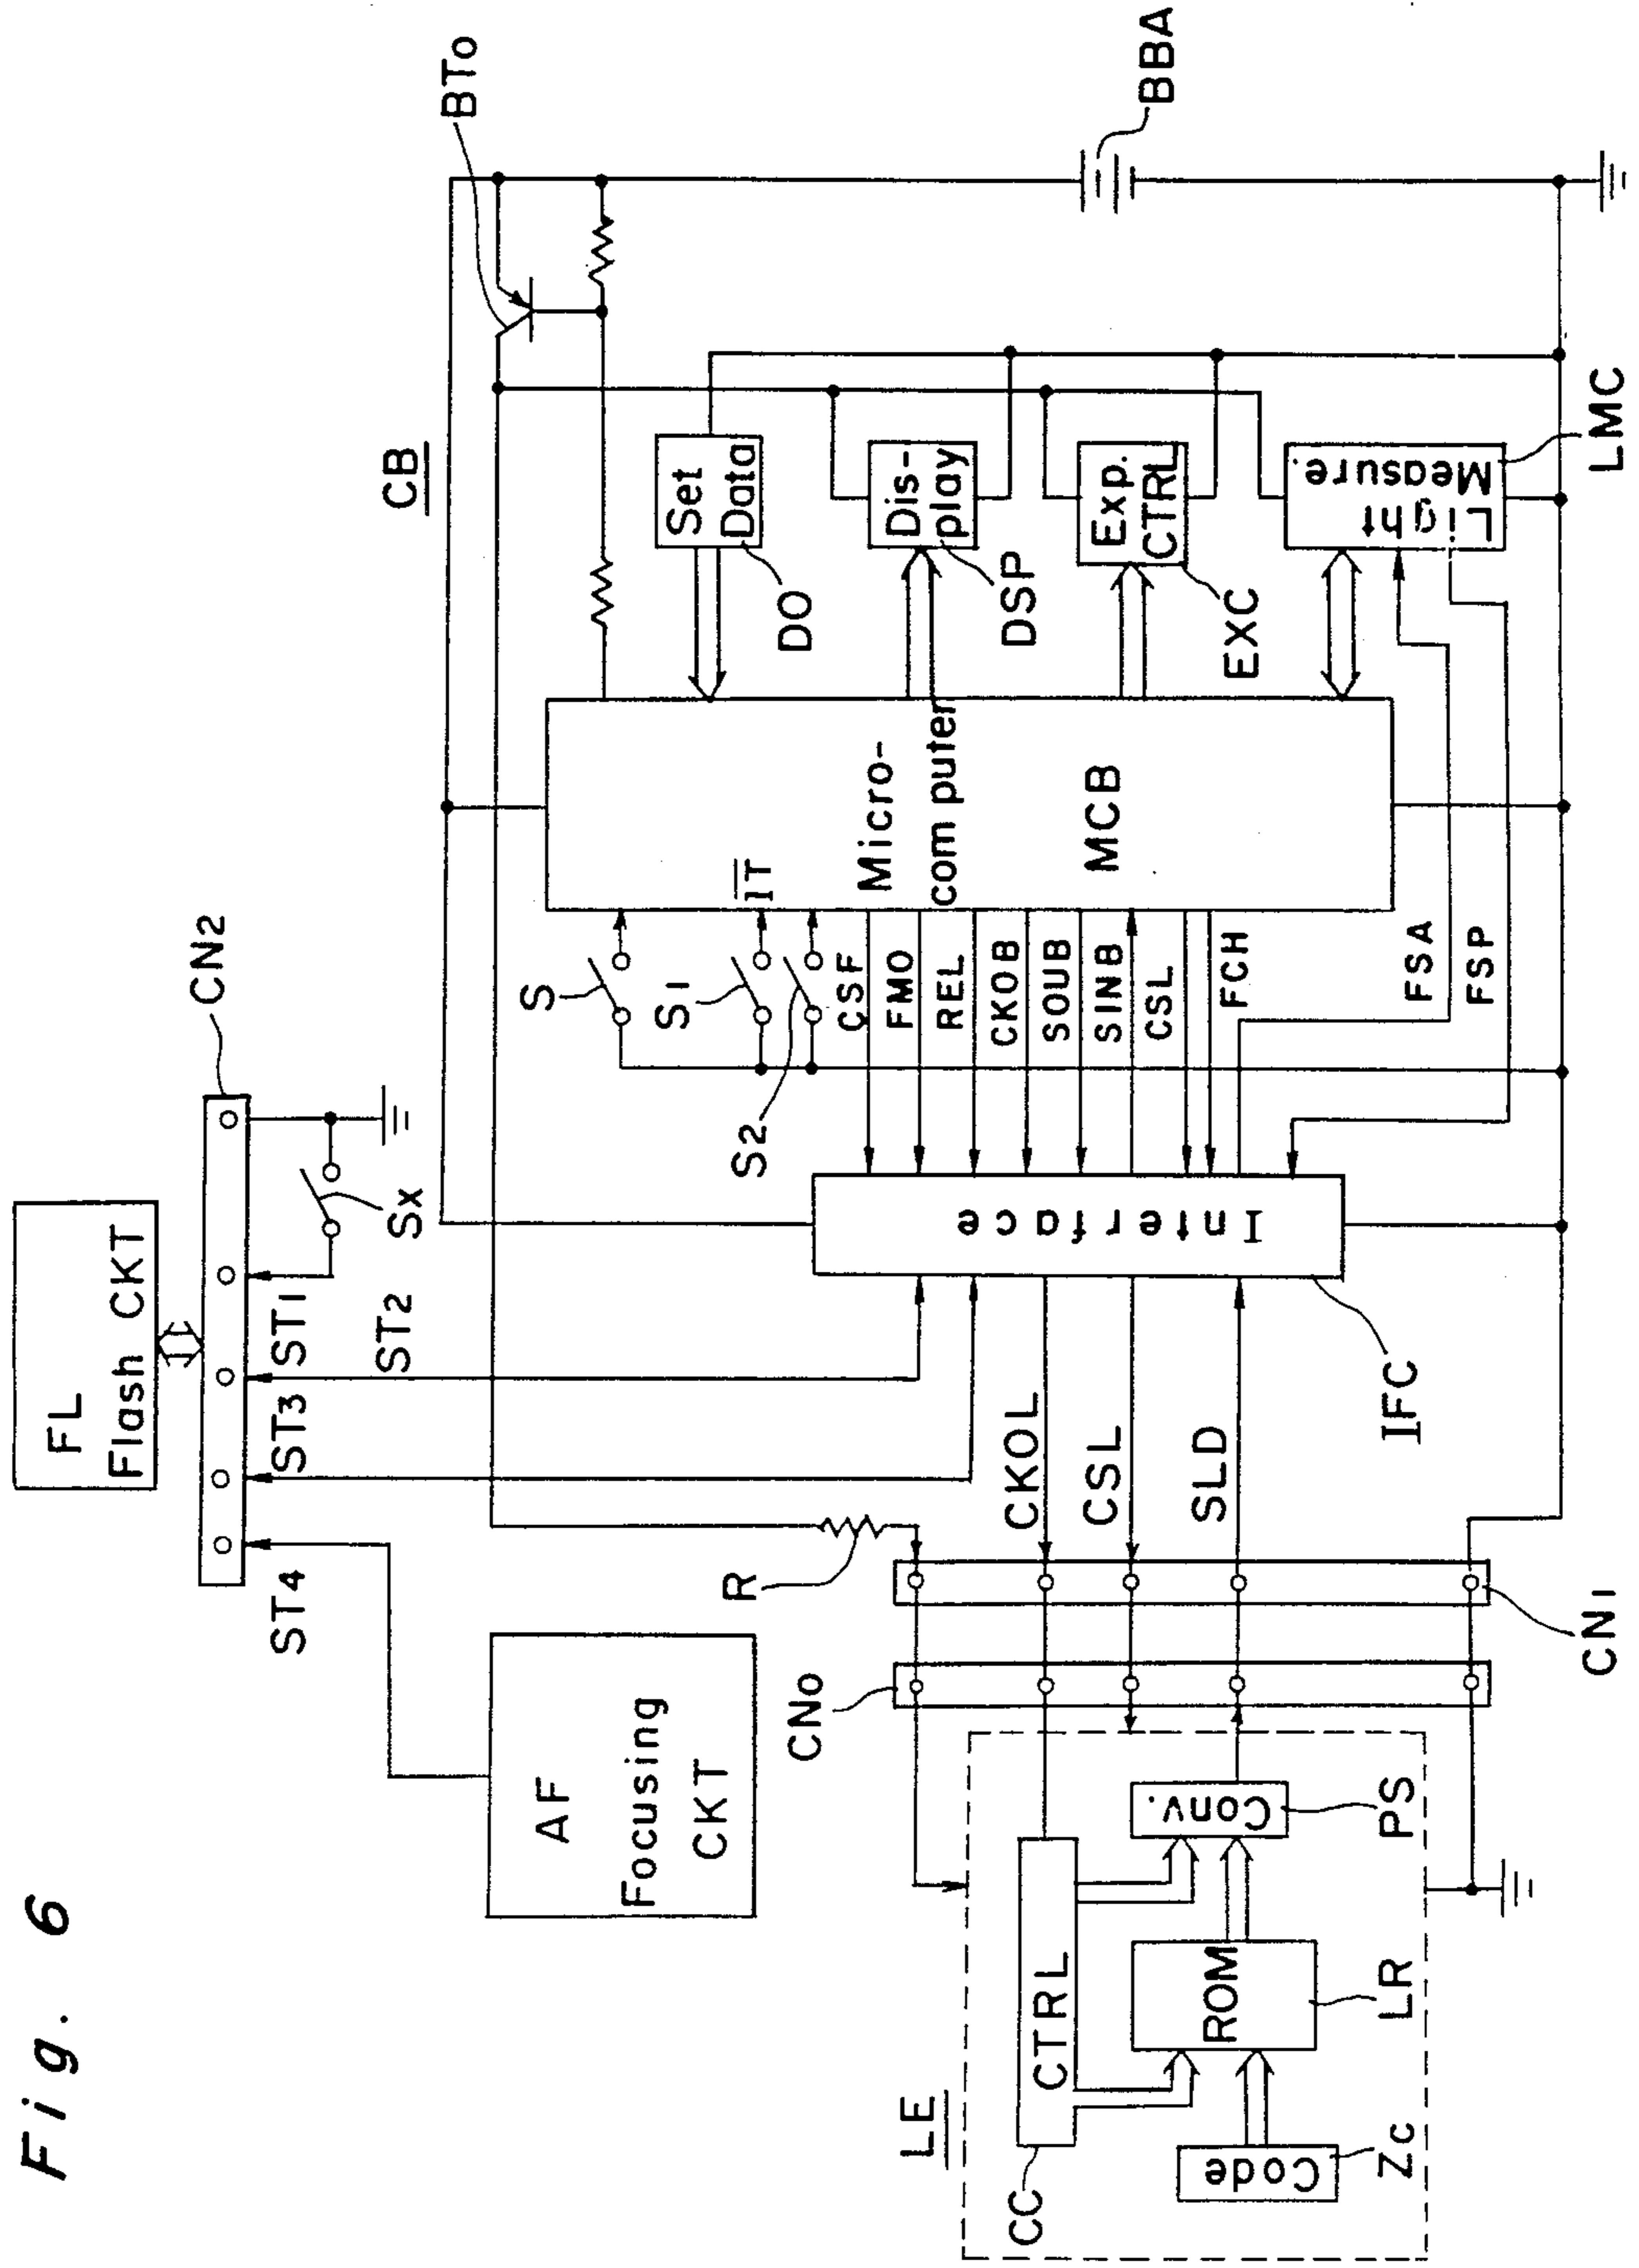 Fig. 6
FL
Flash CKT
CN2
ST4
ST3
ST1
ST2
Sx
AF
Focusing
CKT
CB
BTo
BBA
R
S
S1
S2
I̅T̅
Set
Data
DO
Dis-
play
DSP
Exp.
CTRL
EXC
Light
Measure.
LMC
Micro-
computer
MCB
CSF
FMO
REL
CKOB
SOUB
SINB
CSL
FCH
FSA
FSP
Interface
IFC
CKOL
CSL
SLD
CNo
CN1
LE
CC
CTRL
Conv.
PS
ROM
LR
Code
Zc